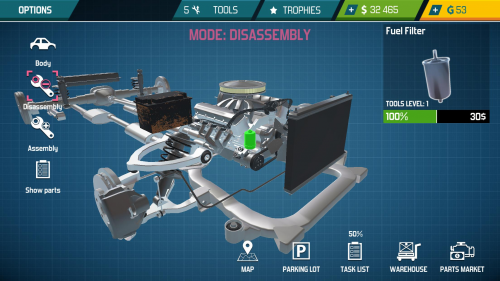 OPTIONS
5 TOOLS
TROPHIES
$ 32 465
G 53
MODE: DISASSEMBLY
Fuel Filter
Body
TOOLS LEVEL: 1
100%
30$
Disassembly
Assembly
Show parts
50%
MAP
PARKING LOT
TASK LIST
WAREHOUSE
PARTS MARKET